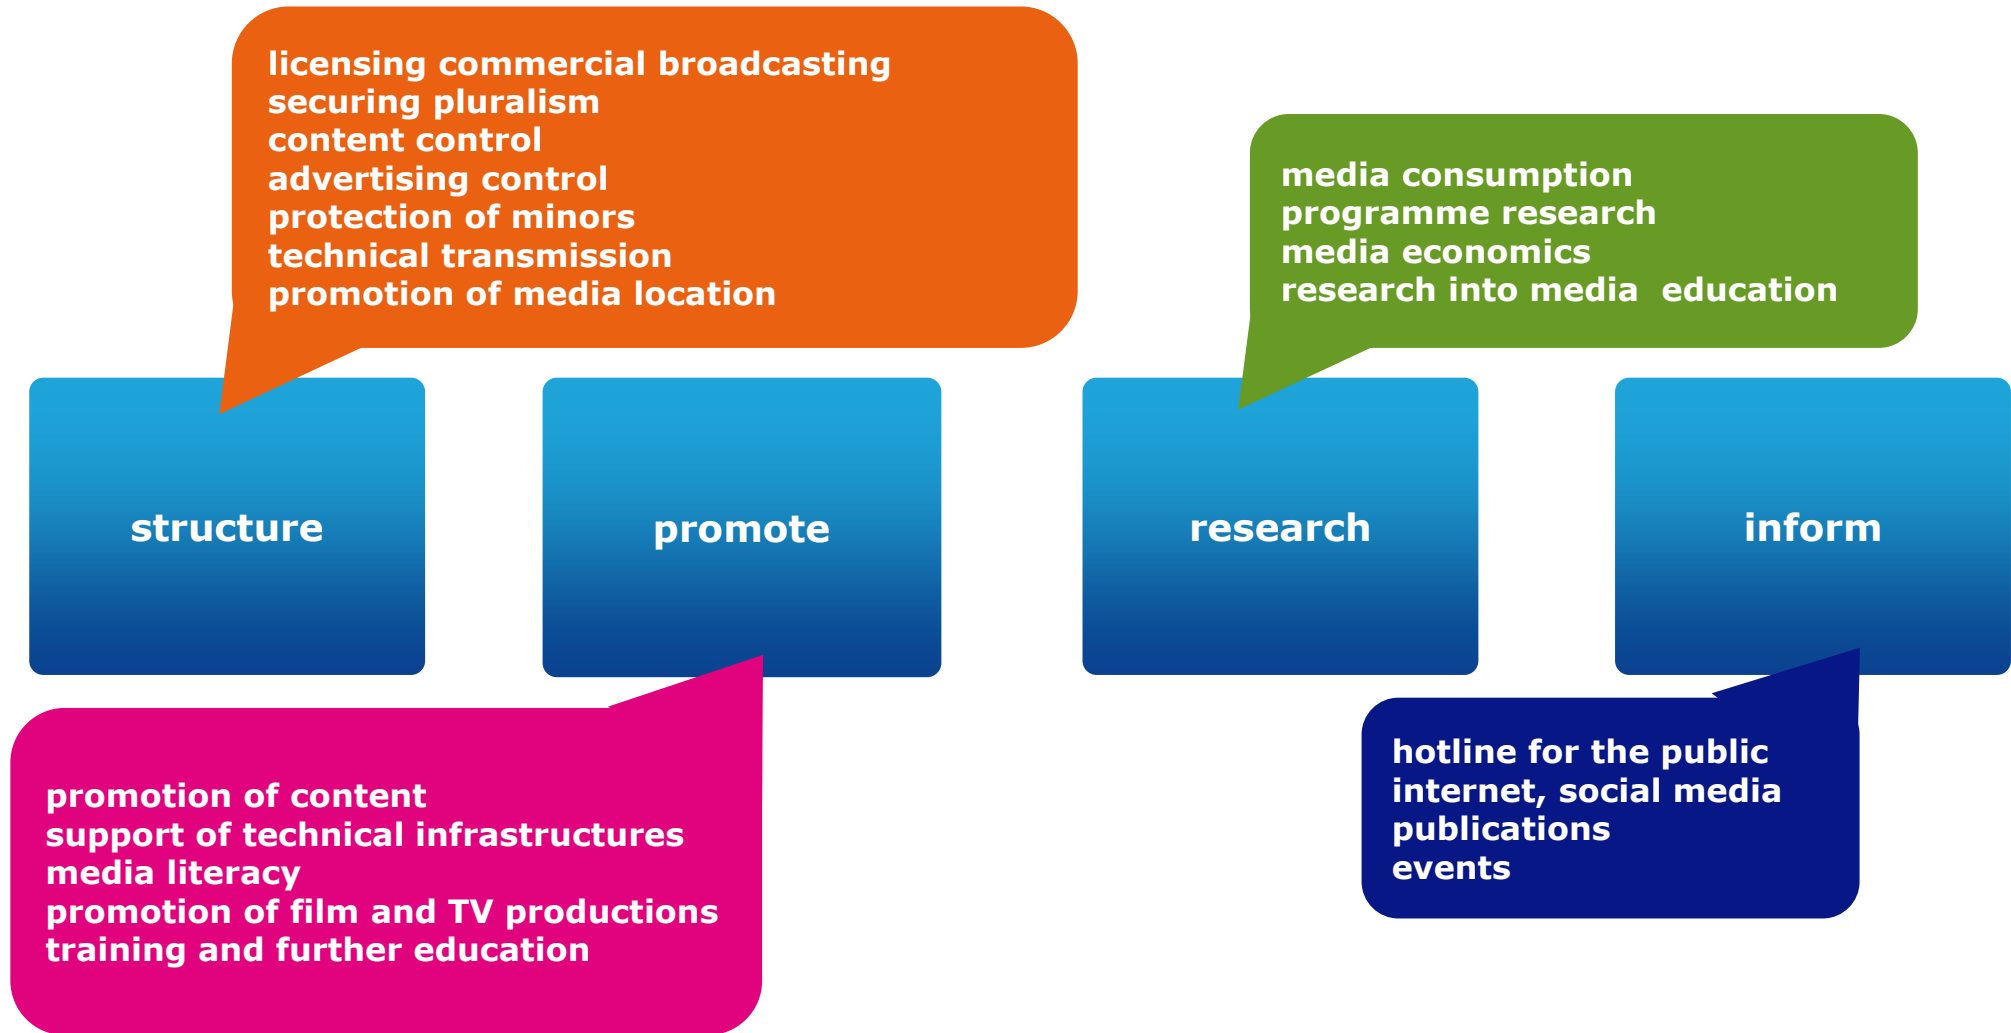 licensing commercial broadcasting
securing pluralism
content control
advertising control
protection of minors
technical transmission
promotion of media location
media consumption
programme research
media economics
research into media  education
structure
promote
research
inform
promotion of content
support of technical infrastructures
media literacy
promotion of film and TV productions
training and further education
hotline for the public
internet, social media
publications
events